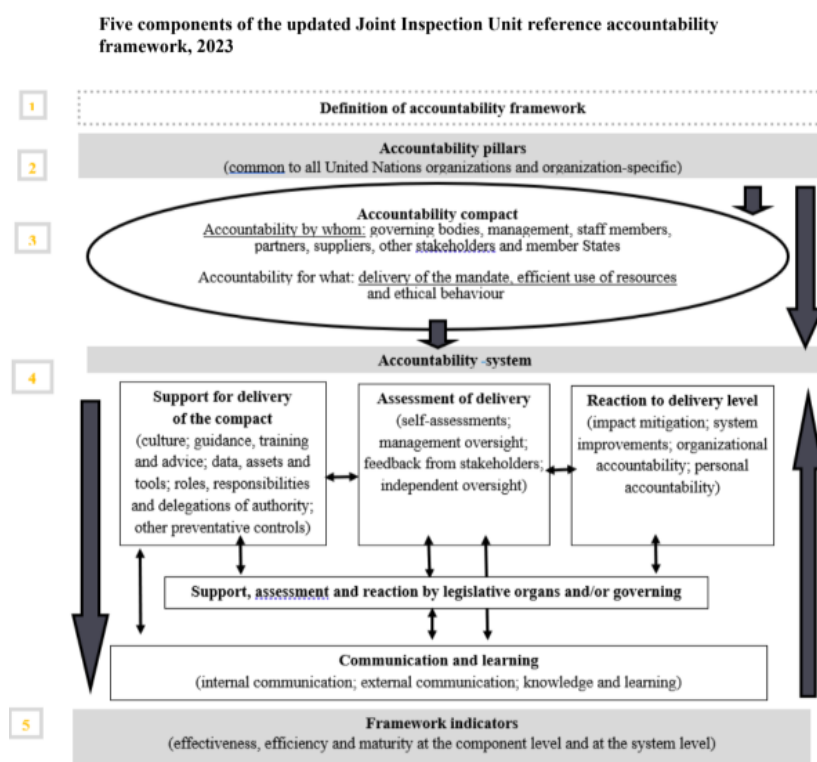 Five components of the updated Joint Inspection Unit reference accountability
framework, 2023
1
Definition of accountability framework
2
Accountability pillars
(common to all United Nations organizations and organization-specific)
3
Accountability compact
Accountability by whom: governing bodies, management, staff members,
partners, suppliers, other stakeholders and member States
Accountability for what: delivery of the mandate, efficient use of resources
and ethical behaviour
4
Accountability -system
Support for delivery
of the compact
(culture; guidance, training
and advice; data, assets and
tools; roles, responsibilities
and delegations of authority;
other preventative controls)
Assessment of delivery
(self-assessments;
management oversight;
feedback from stakeholders;
independent oversight)
Reaction to delivery level
(impact mitigation; system
improvements; organizational
accountability; personal
accountability)
Support, assessment and reaction by legislative organs and/or governing
Communication and learning
(internal communication; external communication; knowledge and learning)
5
Framework indicators
(effectiveness, efficiency and maturity at the component level and at the system level)